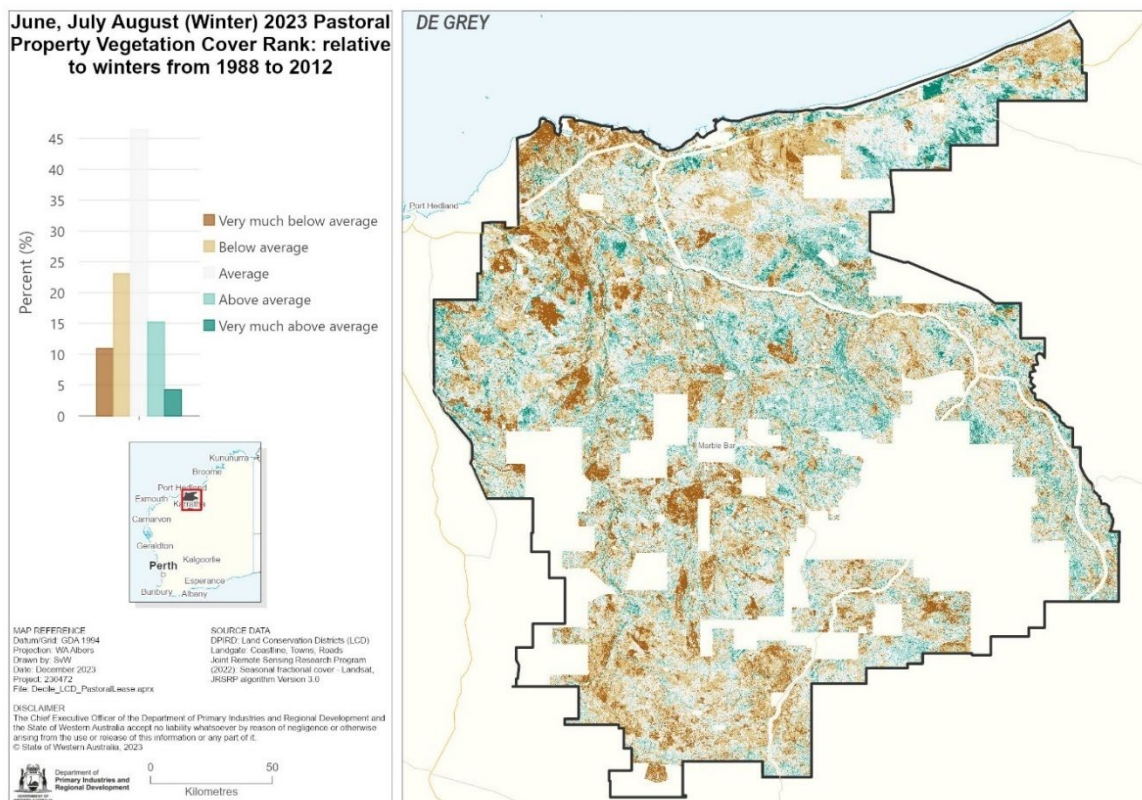 June, July August (Winter) 2023 Pastoral
Property Vegetation Cover Rank: relative
to winters from 1988 to 2012
45
40
35
30
25
20
15
10
5
0
Percent (%)
Very much below average
Below average
Average
Above average
Very much above average
Kununurra
Broome
Port Hedland
Exmouth
Karratha
Carnarvon
Geraldton
Kalgoorlie
Perth
Esperance
Bunbury
Albany
MAP REFERENCE
Datum/Grid: GDA 1994
Projection: WA Albers
Drawn by: SvW
Date: December 2023
Project: 230472
File: Decile_LCD_PastoralLease.aprx
SOURCE DATA
DPIRD: Land Conservation Districts (LCD)
Landgate: Coastline, Towns, Roads
Joint Remote Sensing Research Program
(2022): Seasonal fractional cover - Landsat,
JRSRP algorithm Version 3.0
DISCLAIMER
The Chief Executive Officer of the Department of Primary Industries and Regional Development and
the State of Western Australia accept no liability whatsoever by reason of negligence or otherwise
arising from the use or release of this information or any part of it.
© State of Western Australia, 2023
Department of
Primary Industries and
Regional Development
0 50
Kilometres
DE GREY
Port Hedland
Marble Bar